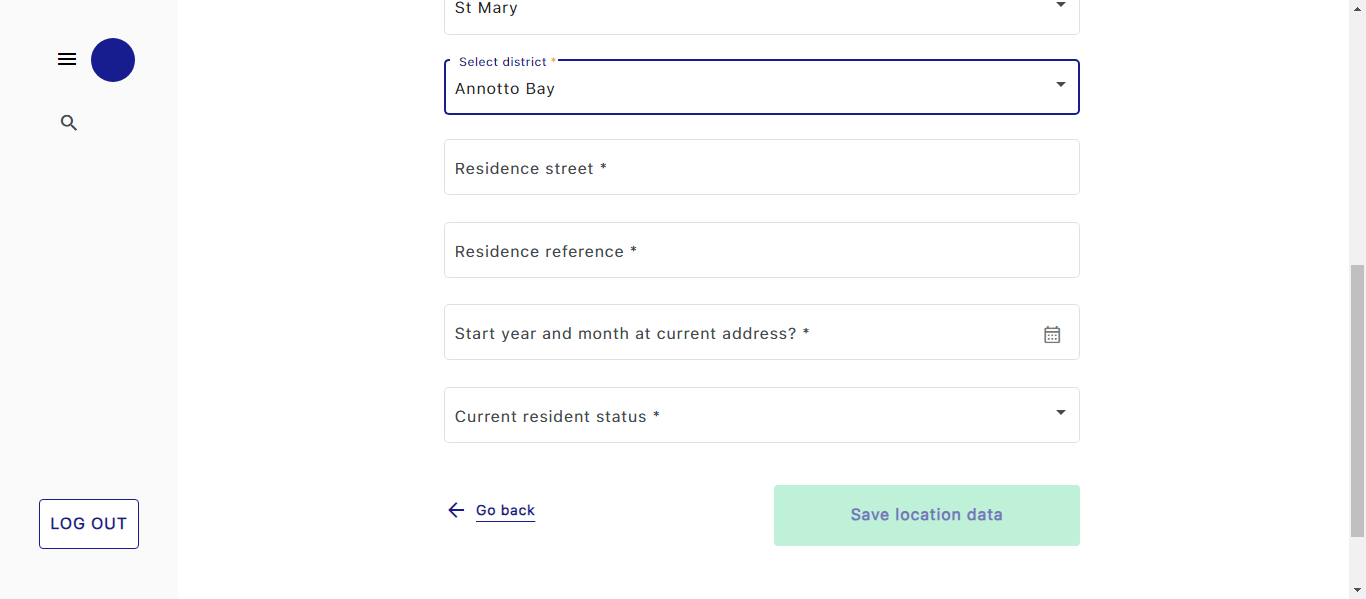 St Mary
Select district *
Annotto Bay
Residence street *
Residence reference *
Start year and month at current address? *
Current resident status *
Go back
Save location data
LOG OUT